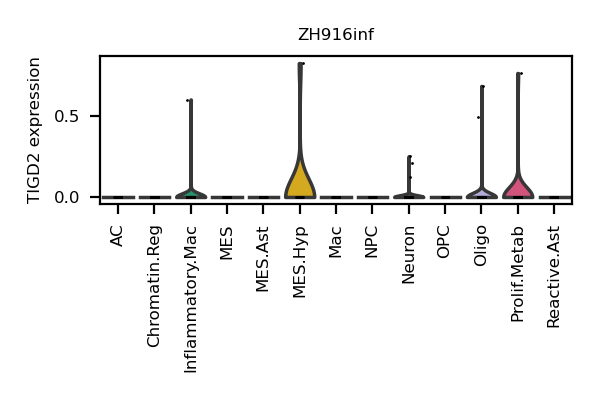 ZH916inf
TIGD2 expression
0.5
0.0
AC
Chromatin.Reg
Inflammatory.Mac
MES
MES.Ast
MES.Hyp
Mac
NPC
Neuron
OPC
Oligo
Prolif.Metab
Reactive.Ast